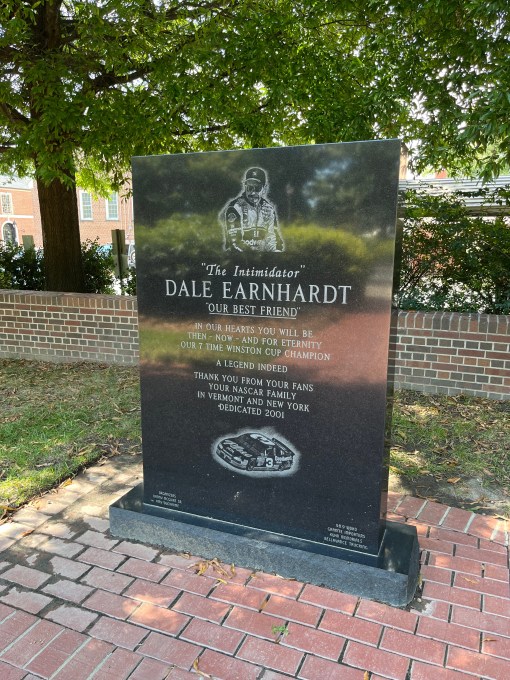 "The Intimidator"
DALE EARNHARDT
"OUR BEST FRIEND"
IN OUR HEARTS YOU WILL BE
THEN - NOW - AND FOR ETERNITY
OUR 7 TIME WINSTON CUP CHAMPION
A LEGEND INDEED
THANK YOU FROM YOUR FANS
YOUR NASCAR FAMILY
IN VERMONT AND NEW YORK
DEDICATED 2001
3